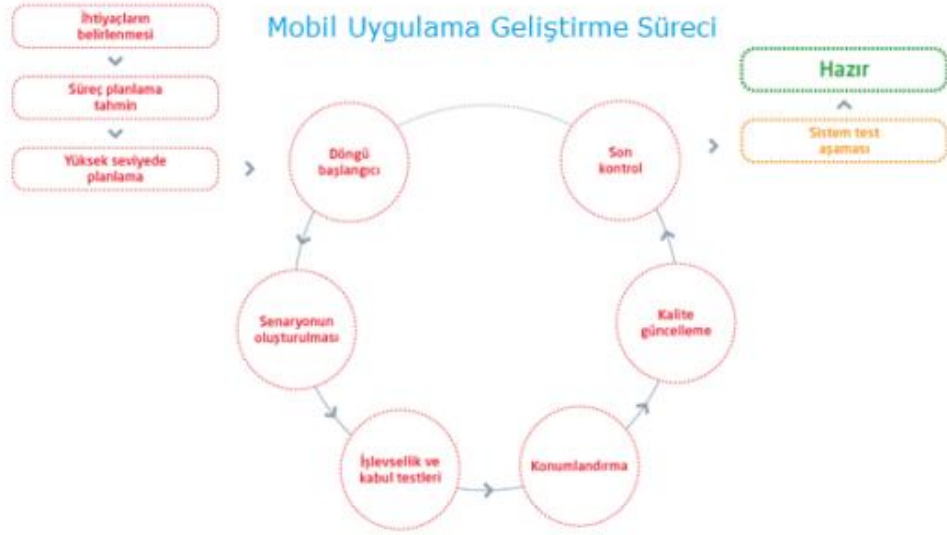 Mobil Uygulama Geliştirme Süreci
İhtiyaçların
belirlenmesi
Süreç planlama
tahmin
Yüksek seviyede
planlama
Döngü
başlangıcı
Senaryonun
oluşturulması
İşlevsellik ve
kabul testleri
Konumlandırma
Kalite
güncelleme
Son
kontrol
Sistem test
aşaması
Hazır